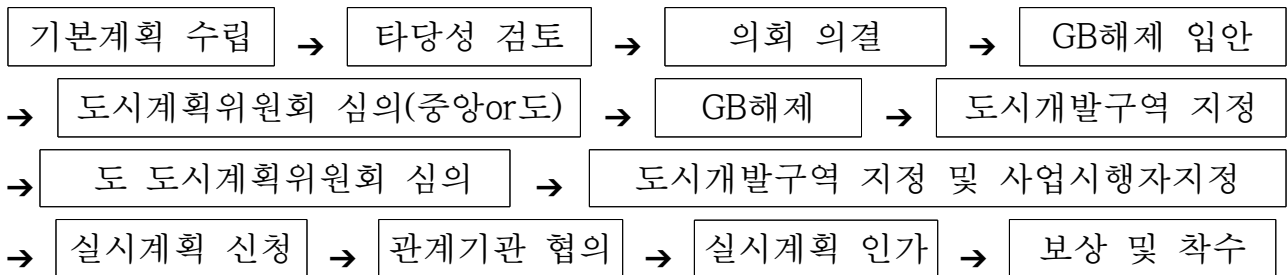 기본계획 수립 ➔ 타당성 검토 ➔ 의회 의결 ➔ GB해제 입안
➔ 도시계획위원회 심의(중앙or도) ➔ GB해제 ➔ 도시개발구역 지정
➔ 도 도시계획위원회 심의 ➔ 도시개발구역 지정 및 사업시행자지정
➔ 실시계획 신청 ➔ 관계기관 협의 ➔ 실시계획 인가 ➔ 보상 및 착수